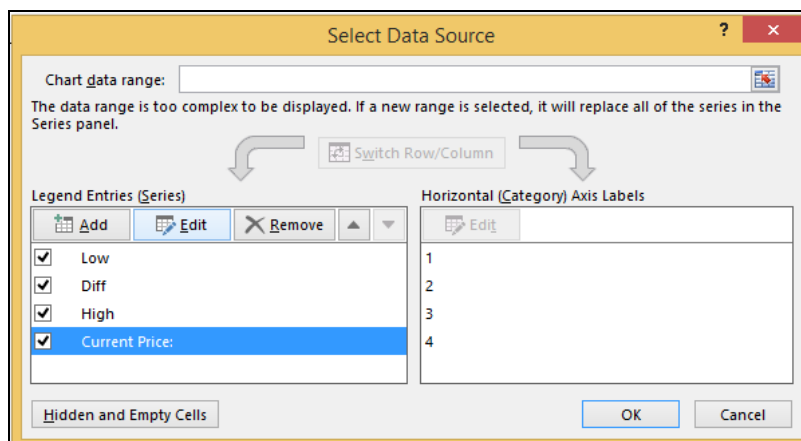 Select Data Source
? ×
Chart data range:
The data range is too complex to be displayed. If a new range is selected, it will replace all of the series in the
Series panel.
Switch Row/Column
Legend Entries (Series)
Add Edit Remove
Low
Diff
High
Current Price:
Horizontal (Category) Axis Labels
Edit
1
2
3
4
Hidden and Empty Cells
OK Cancel